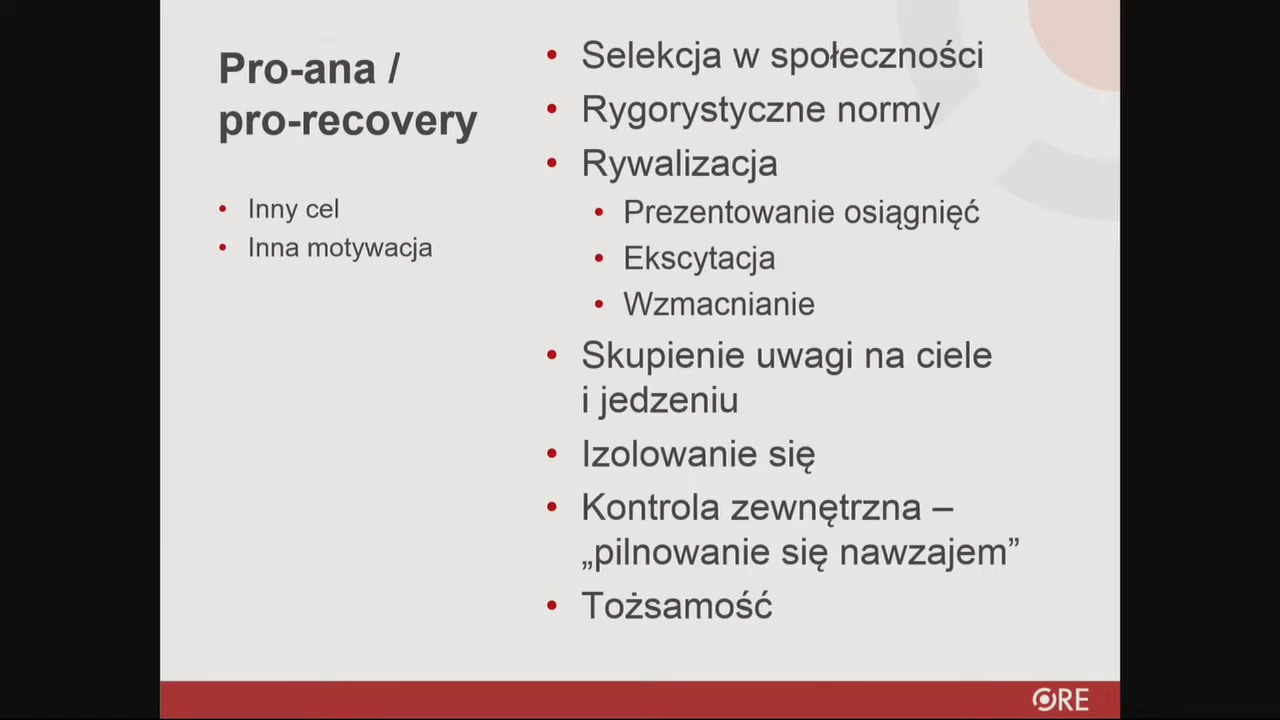 Pro-ana /
pro-recovery
• Inny cel
• Inna motywacja
• Selekcja w społeczności
• Rygorystyczne normy
• Rywalizacja
• Prezentowanie osiągnięć
• Ekscytacja
• Wzmacnianie
• Skupienie uwagi na ciele
i jedzeniu
• Izolowanie się
• Kontrola zewnętrzna –
„pilnowanie się nawzajem”
• Tożsamość
ORE